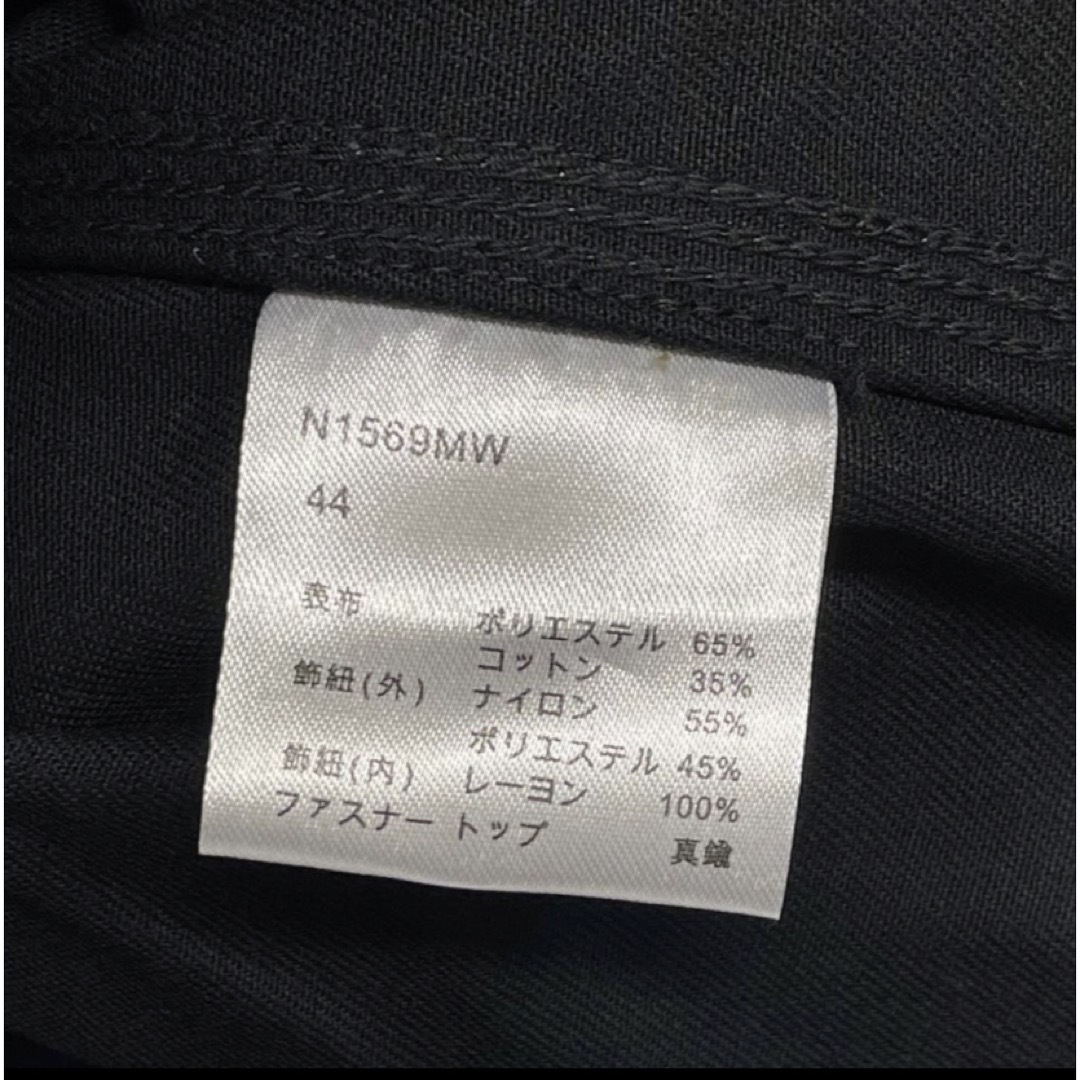 N1569MW
44
表布 ポリエステル 65%
コットン 35%
飾紐(外) ナイロン 55%
ポリエステル 45%
飾紐(内) レーヨン 100%
ファスナー トップ 真鍮